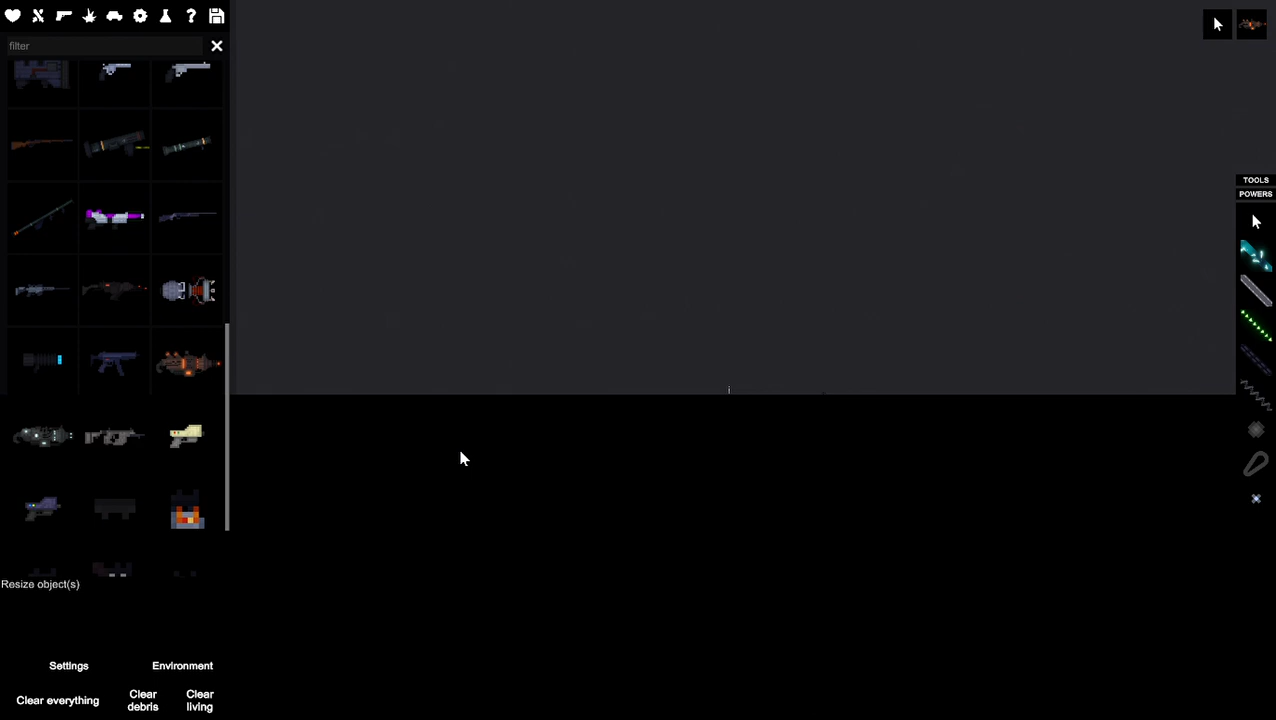 filter
TOOLS
POWERS
Resize object(s)
Settings
Environment
Clear everything
Clear
debris
Clear
living